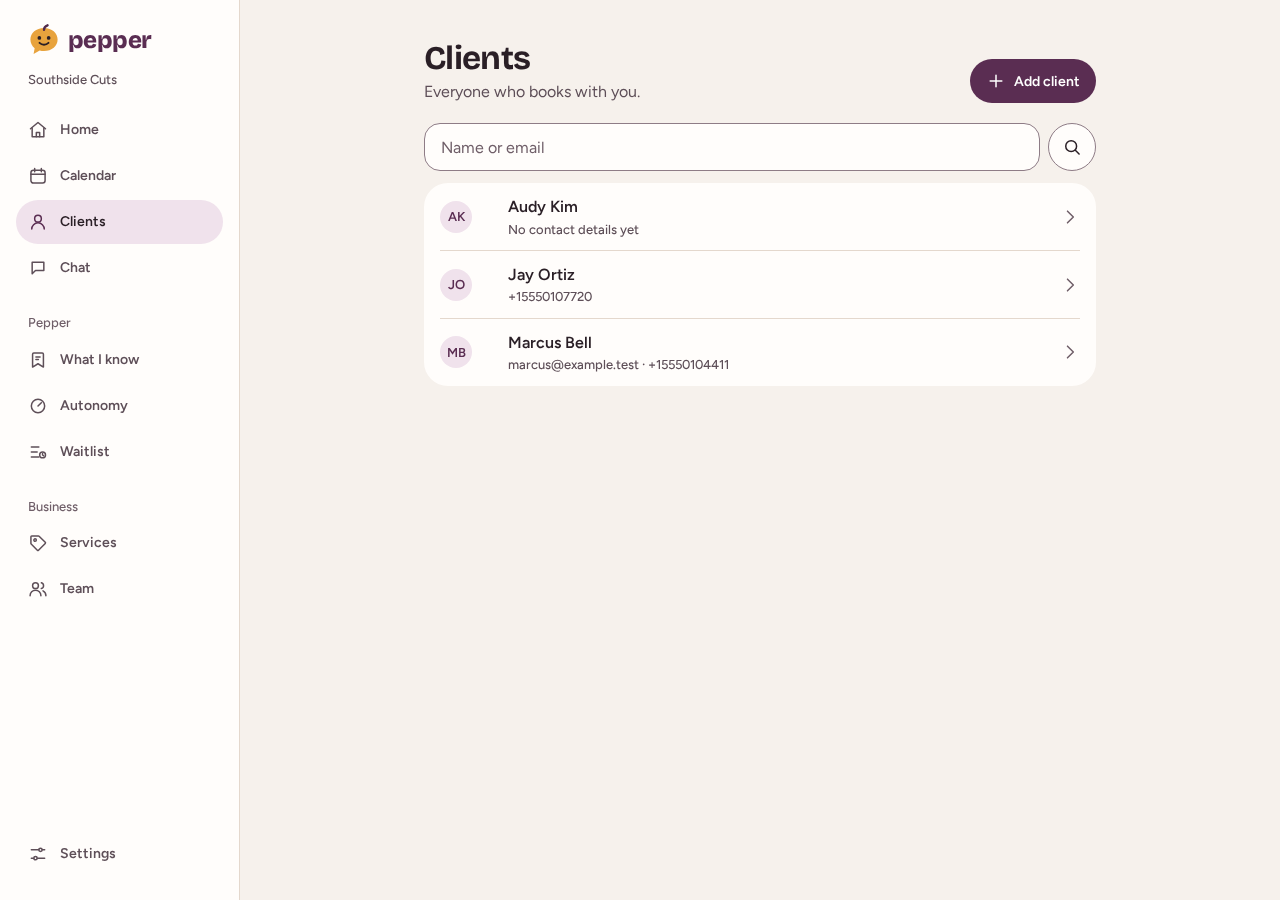 pepper
Southside Cuts
Home
Calendar
Clients
Chat
Pepper
What I know
Autonomy
Waitlist
Business
Services
Team
Settings
Clients
Everyone who books with you.
Add client
Name or email
AK
Audy Kim
No contact details yet
JO
Jay Ortiz
+15550107720
MB
Marcus Bell
marcus@example.test · +15550104411